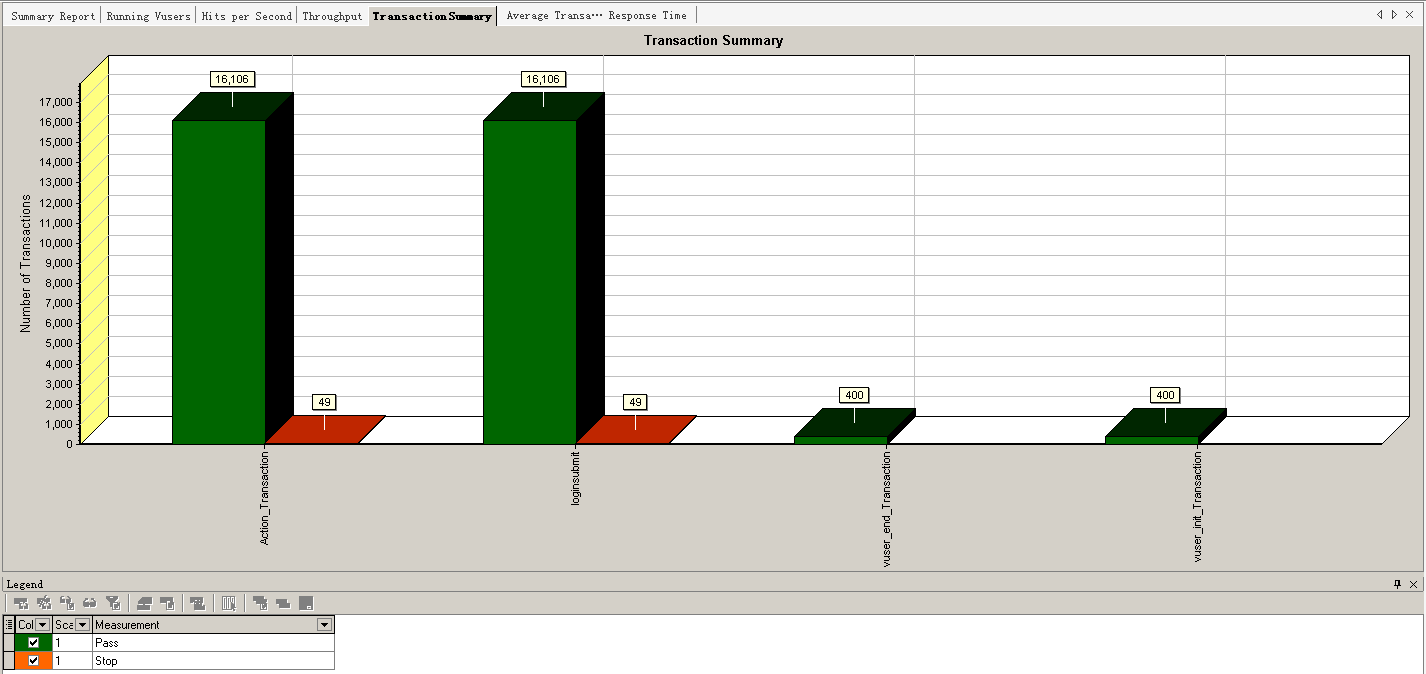 Summary Report Running Vusers Hits per Second Throughput Transaction Summary Average Transa… Response Time
Transaction Summary
16,106 16,106
17,000
16,000
15,000
14,000
13,000
12,000
11,000
10,000
9,000
8,000
7,000
6,000
5,000
4,000
3,000
2,000
1,000
0
Number of Transactions
49 49 400 400
Action_Transaction
loginsubmit
vuser_end_Transaction
vuser_init_Transaction
Legend
Col Sca Measurement
1 Pass
1 Stop